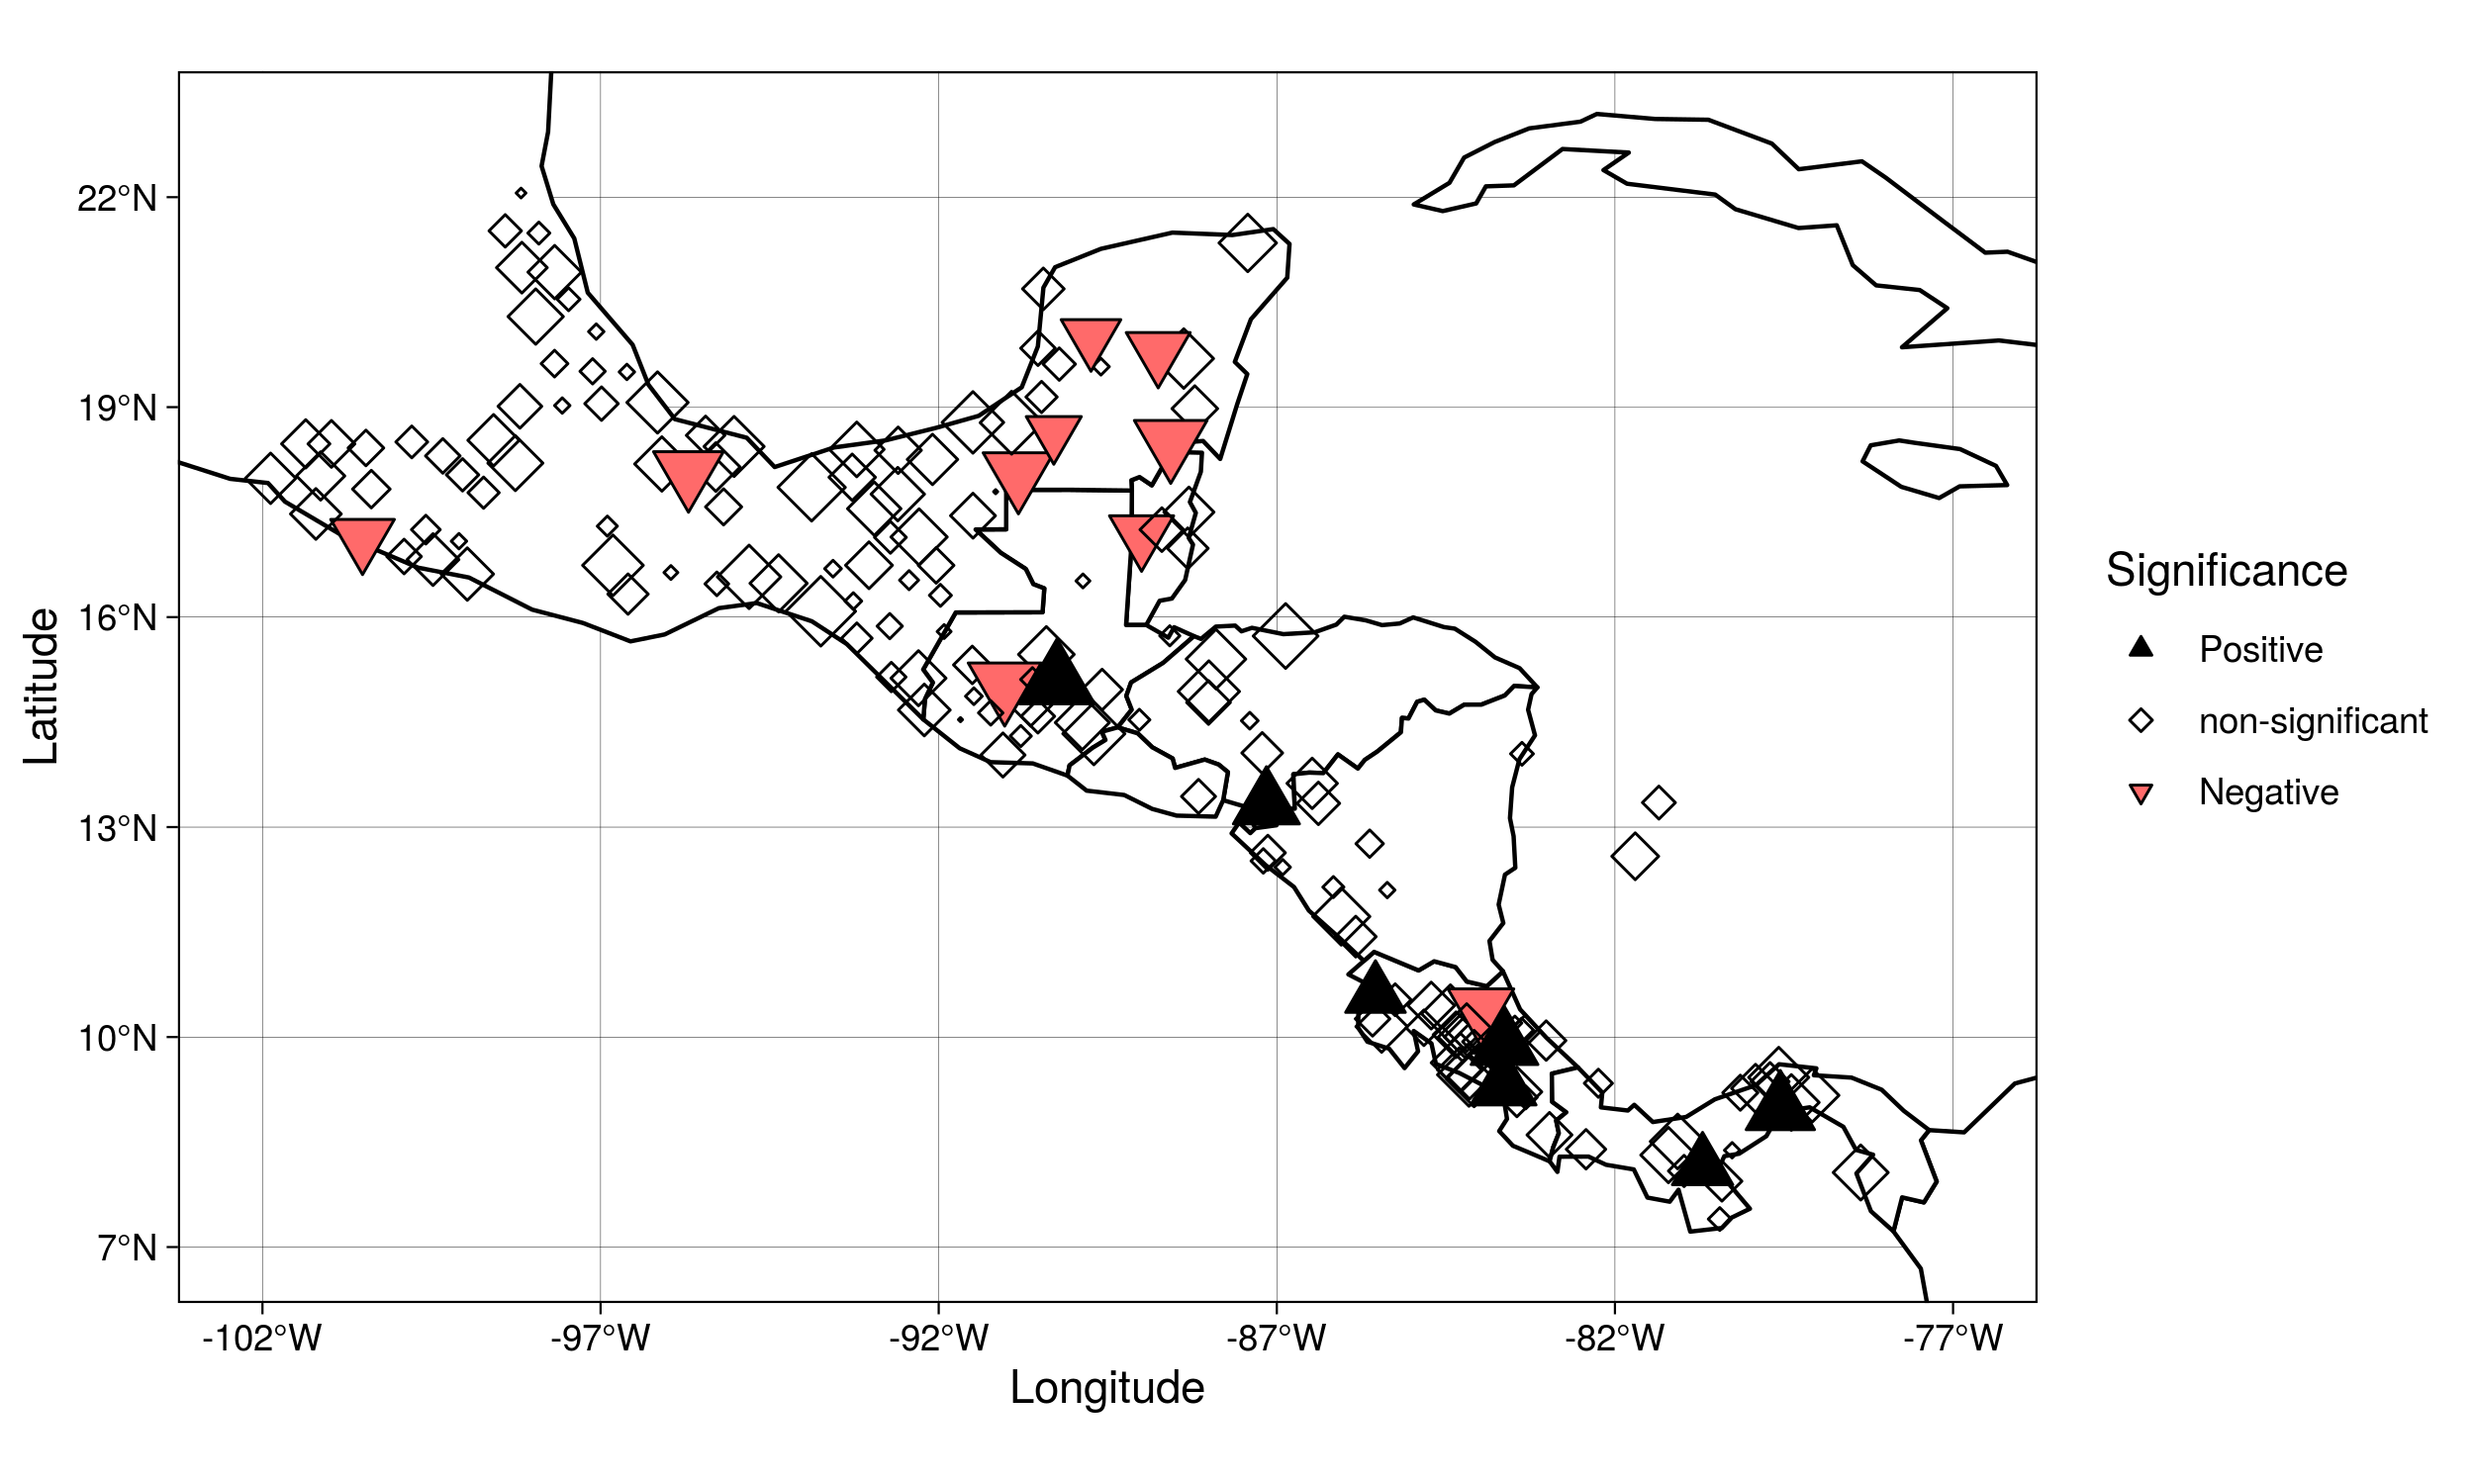 22°N
19°N
16°N
13°N
10°N
7°N
Latitude
-102°W
-97°W
-92°W
-87°W
-82°W
-77°W
Longitude
Significance
Positive
non-significant
Negative